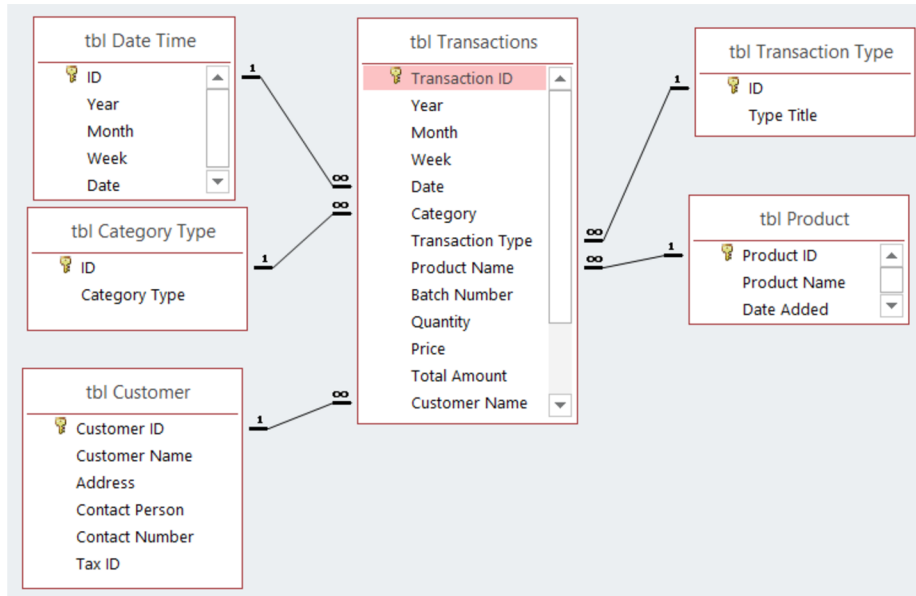 tbl Date Time
ID
Year
Month
Week
Date
1
∞
tbl Category Type
ID
Category Type
1
∞
tbl Customer
Customer ID
Customer Name
Address
Contact Person
Contact Number
Tax ID
1
∞
tbl Transactions
Transaction ID
Year
Month
Week
Date
Category
Transaction Type
Product Name
Batch Number
Quantity
Price
Total Amount
Customer Name
tbl Transaction Type
ID
Type Title
1
∞
tbl Product
Product ID
Product Name
Date Added
1
∞